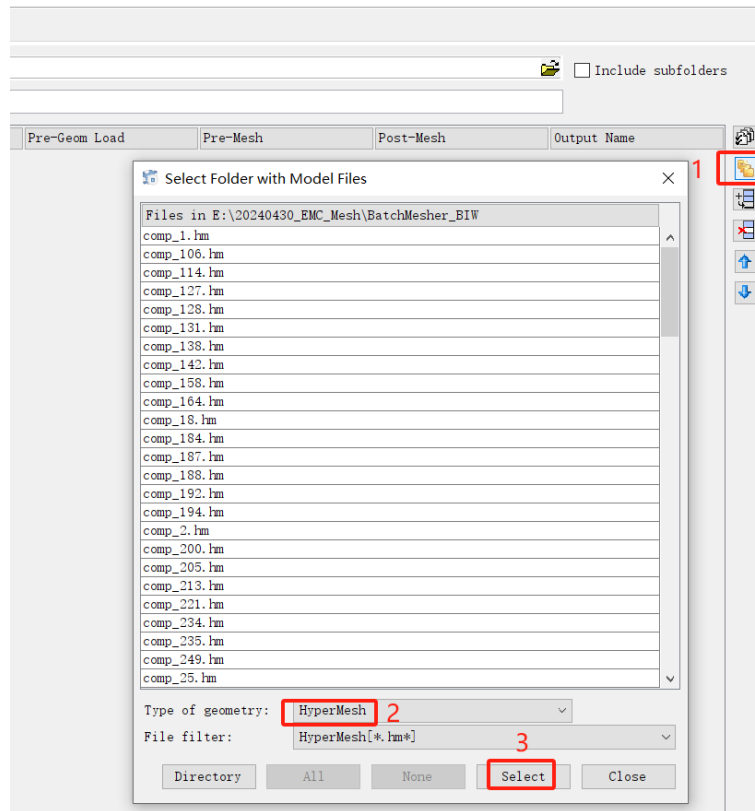 Include subfolders
Pre-Geom Load Pre-Mesh Post-Mesh Output Name
1
Select Folder with Model Files
Files in E:\20240430_EMC_Mesh\BatchMesher_BIW
comp_1.hm
comp_106.hm
comp_114.hm
comp_127.hm
comp_128.hm
comp_131.hm
comp_138.hm
comp_142.hm
comp_158.hm
comp_164.hm
comp_18.hm
comp_184.hm
comp_187.hm
comp_188.hm
comp_192.hm
comp_194.hm
comp_2.hm
comp_200.hm
comp_205.hm
comp_213.hm
comp_221.hm
comp_234.hm
comp_235.hm
comp_249.hm
comp_25.hm
Type of geometry: HyperMesh 2
File filter: HyperMesh[*.hm*]
3
Directory All None Select Close